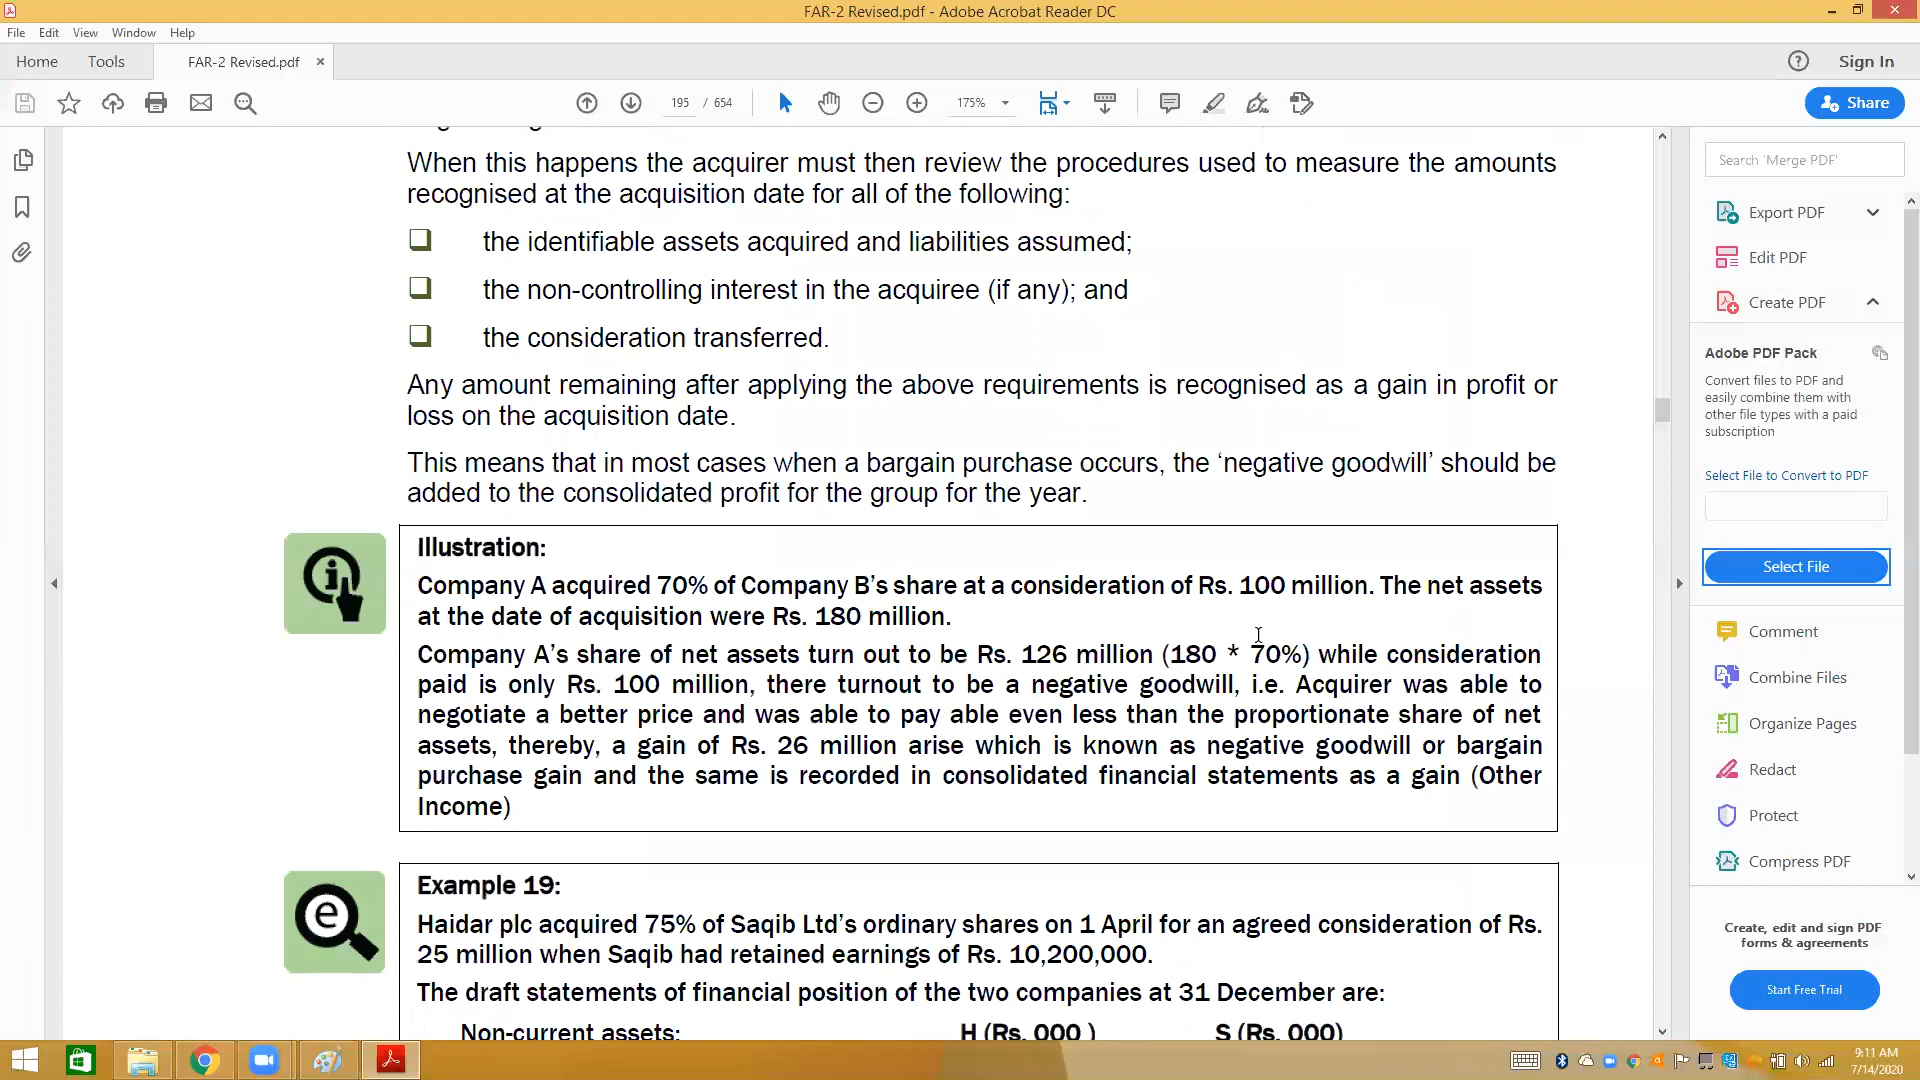 FAR-2 Revised.pdf - Adobe Acrobat Reader DC
File Edit View Window Help
Home Tools FAR-2 Revised.pdf × Sign In
195 / 654 175% Share
When this happens the acquirer must then review the procedures used to measure the amounts
recognised at the acquisition date for all of the following:
the identifiable assets acquired and liabilities assumed;
the non-controlling interest in the acquiree (if any); and
the consideration transferred.
Any amount remaining after applying the above requirements is recognised as a gain in profit or
loss on the acquisition date.
This means that in most cases when a bargain purchase occurs, the ‘negative goodwill’ should be
added to the consolidated profit for the group for the year.
Illustration:
Company A acquired 70% of Company B’s share at a consideration of Rs. 100 million. The net assets
at the date of acquisition were Rs. 180 million.
Company A’s share of net assets turn out to be Rs. 126 million (180 * 70%) while consideration
paid is only Rs. 100 million, there turnout to be a negative goodwill, i.e. Acquirer was able to
negotiate a better price and was able to pay able even less than the proportionate share of net
assets, thereby, a gain of Rs. 26 million arise which is known as negative goodwill or bargain
purchase gain and the same is recorded in consolidated financial statements as a gain (Other
Income)
Example 19:
Haidar plc acquired 75% of Saqib Ltd’s ordinary shares on 1 April for an agreed consideration of Rs.
25 million when Saqib had retained earnings of Rs. 10,200,000.
The draft statements of financial position of the two companies at 31 December are:
Non-current assets: H (Rs. 000 ) S (Rs. 000)
Search 'Merge PDF'
Export PDF
Edit PDF
Create PDF
Adobe PDF Pack
Convert files to PDF and
easily combine them with
other file types with a paid
subscription
Select File to Convert to PDF
Select File
Comment
Combine Files
Organize Pages
Redact
Protect
Compress PDF
Create, edit and sign PDF
forms & agreements
Start Free Trial
9:11 AM
7/14/2020